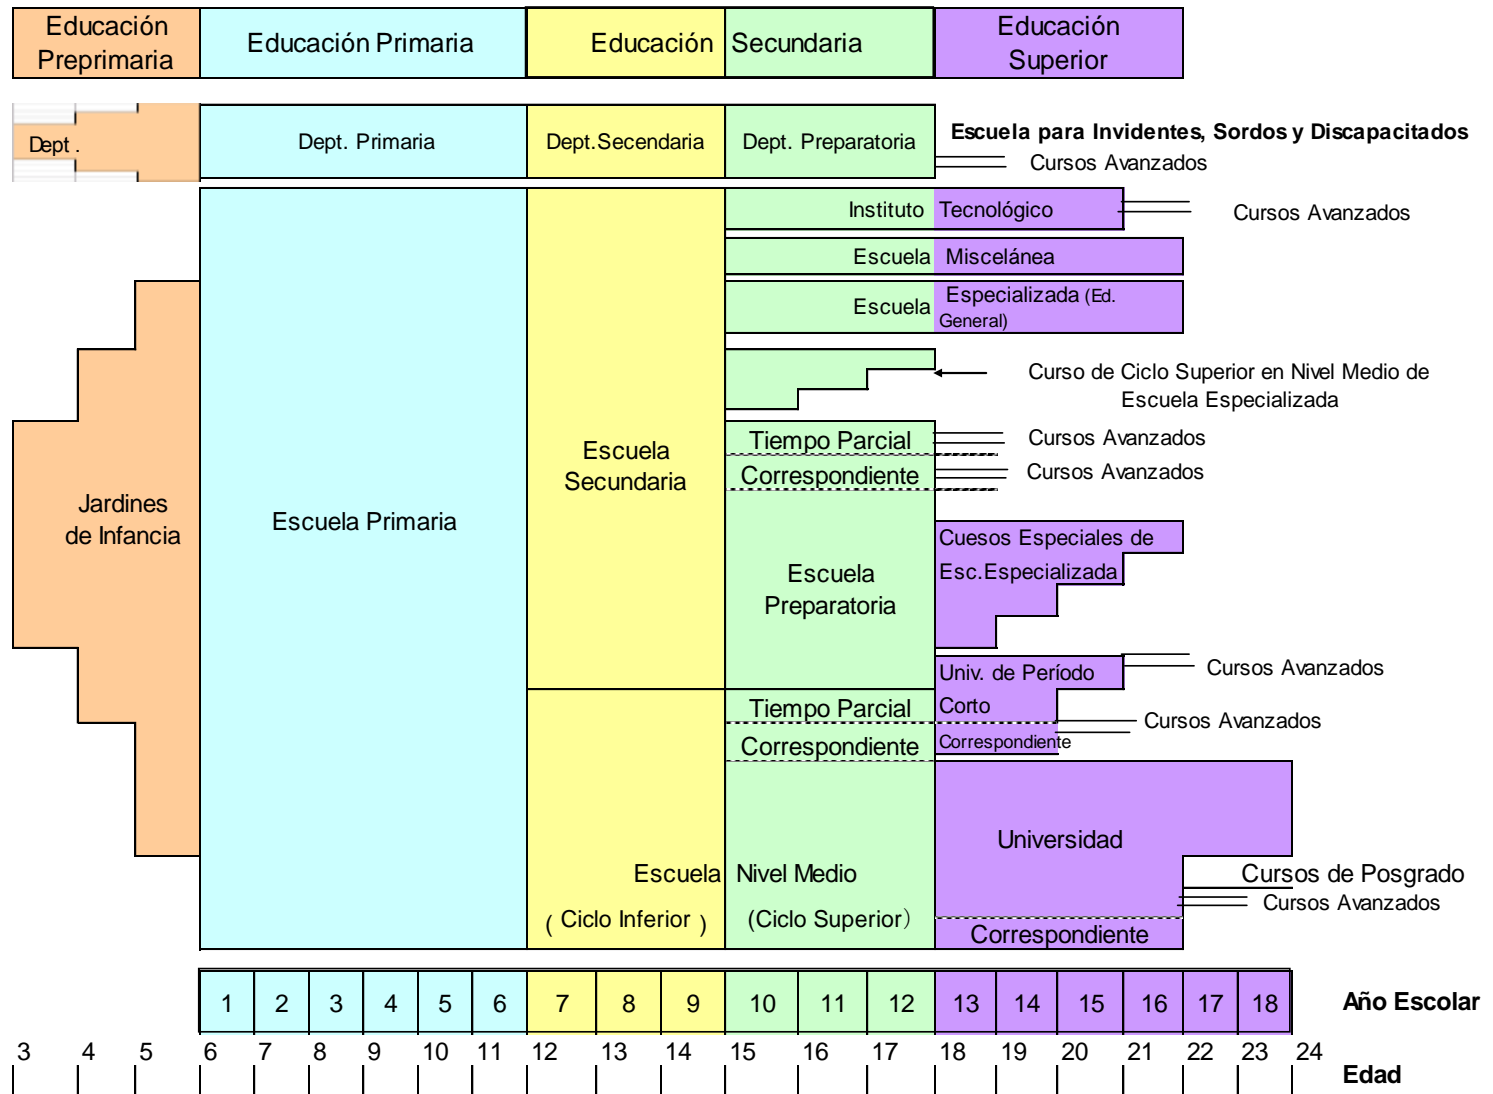 Educación
Preprimaria
Educación Primaria
Educación Secundaria
Educación
Superior
Dept .
Dept. Primaria
Dept.Secendaria
Dept. Preparatoria
Escuela para Invidentes, Sordos y Discapacitados
Cursos Avanzados
Instituto Tecnológico
Cursos Avanzados
Escuela Miscelánea
Escuela Especializada (Ed.
General)
Curso de Ciclo Superior en Nivel Medio de
Escuela Especializada
Tiempo Parcial
Cursos Avanzados
Correspondiente
Cursos Avanzados
Jardines
de Infancia
Escuela Primaria
Escuela
Secundaria
Escuela
Preparatoria
Cuesos Especiales de
Esc.Especializada
Univ. de Período
Corto
Cursos Avanzados
Tiempo Parcial
Cursos Avanzados
Correspondiente
Correspondiente
Universidad
Escuela Nivel Medio
( Ciclo Inferior )
(Ciclo Superior）
Cursos de Posgrado
Cursos Avanzados
Correspondiente
1 2 3 4 5 6 7 8 9 10 11 12 13 14 15 16 17 18
Año Escolar
3 4 5 6 7 8 9 10 11 12 13 14 15 16 17 18 19 20 21 22 23 24
Edad